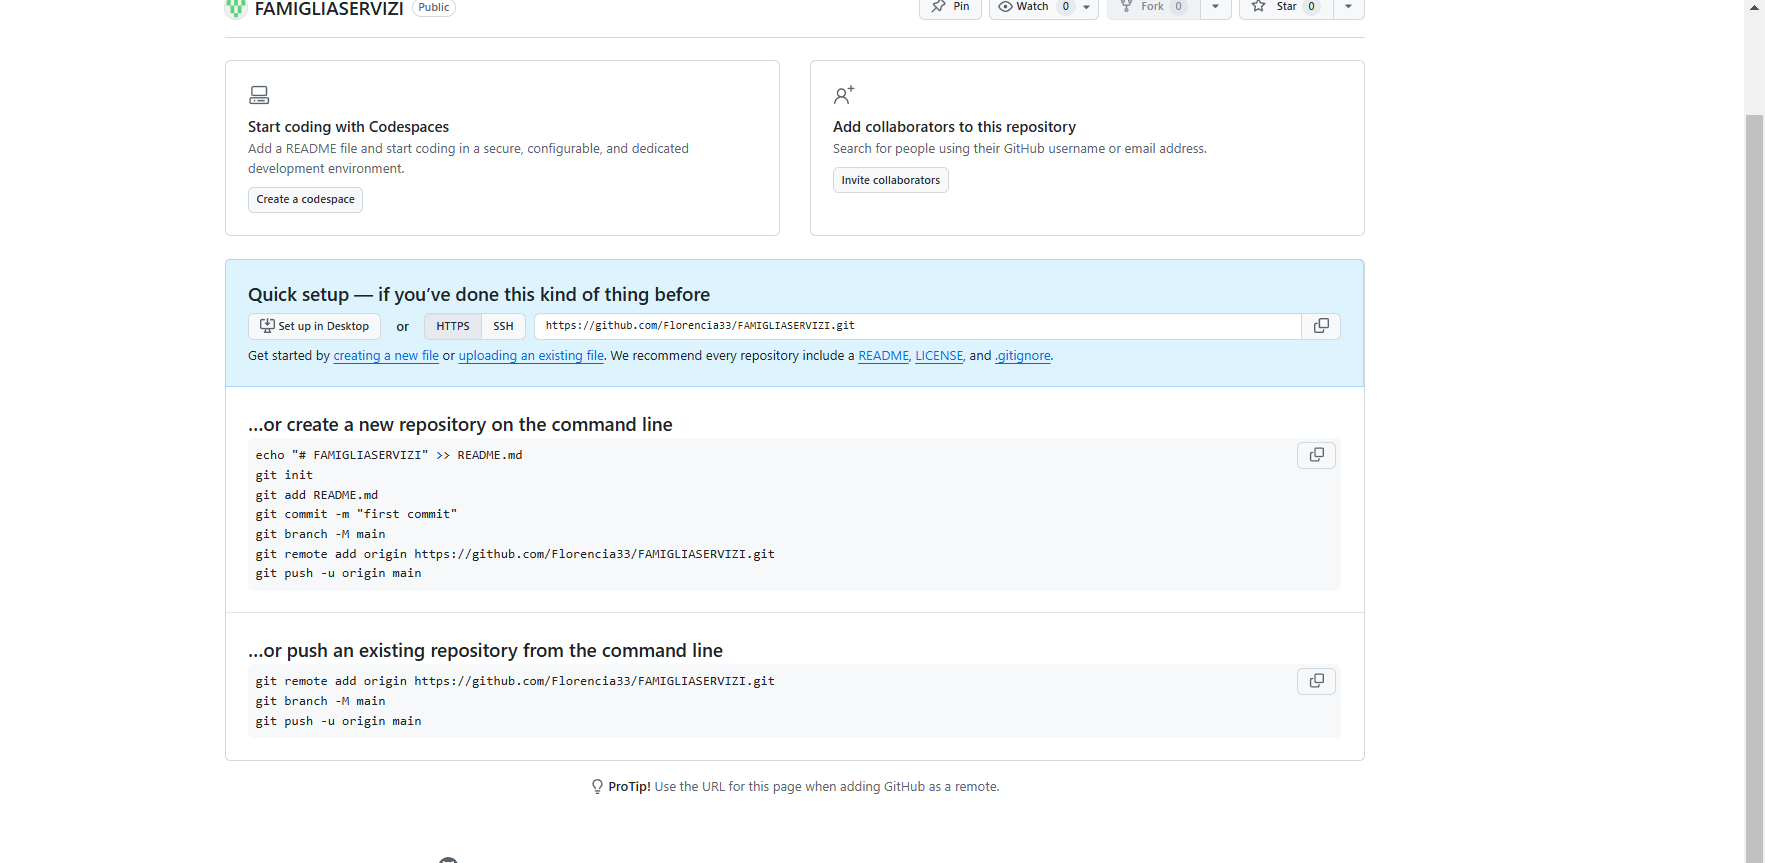 FAMIGLIASERVIZI Public
Pin Watch 0 Fork 0 Star 0
Start coding with Codespaces
Add a README file and start coding in a secure, configurable, and dedicated
development environment.
Create a codespace
Add collaborators to this repository
Search for people using their GitHub username or email address.
Invite collaborators
Quick setup — if you’ve done this kind of thing before
Set up in Desktop or HTTPS SSH https://github.com/Florencia33/FAMIGLIASERVIZI.git
Get started by creating a new file or uploading an existing file. We recommend every repository include a README, LICENSE, and .gitignore.
…or create a new repository on the command line
echo "# FAMIGLIASERVIZI" >> README.md
git init
git add README.md
git commit -m "first commit"
git branch -M main
git remote add origin https://github.com/Florencia33/FAMIGLIASERVIZI.git
git push -u origin main
…or push an existing repository from the command line
git remote add origin https://github.com/Florencia33/FAMIGLIASERVIZI.git
git branch -M main
git push -u origin main
ProTip! Use the URL for this page when adding GitHub as a remote.